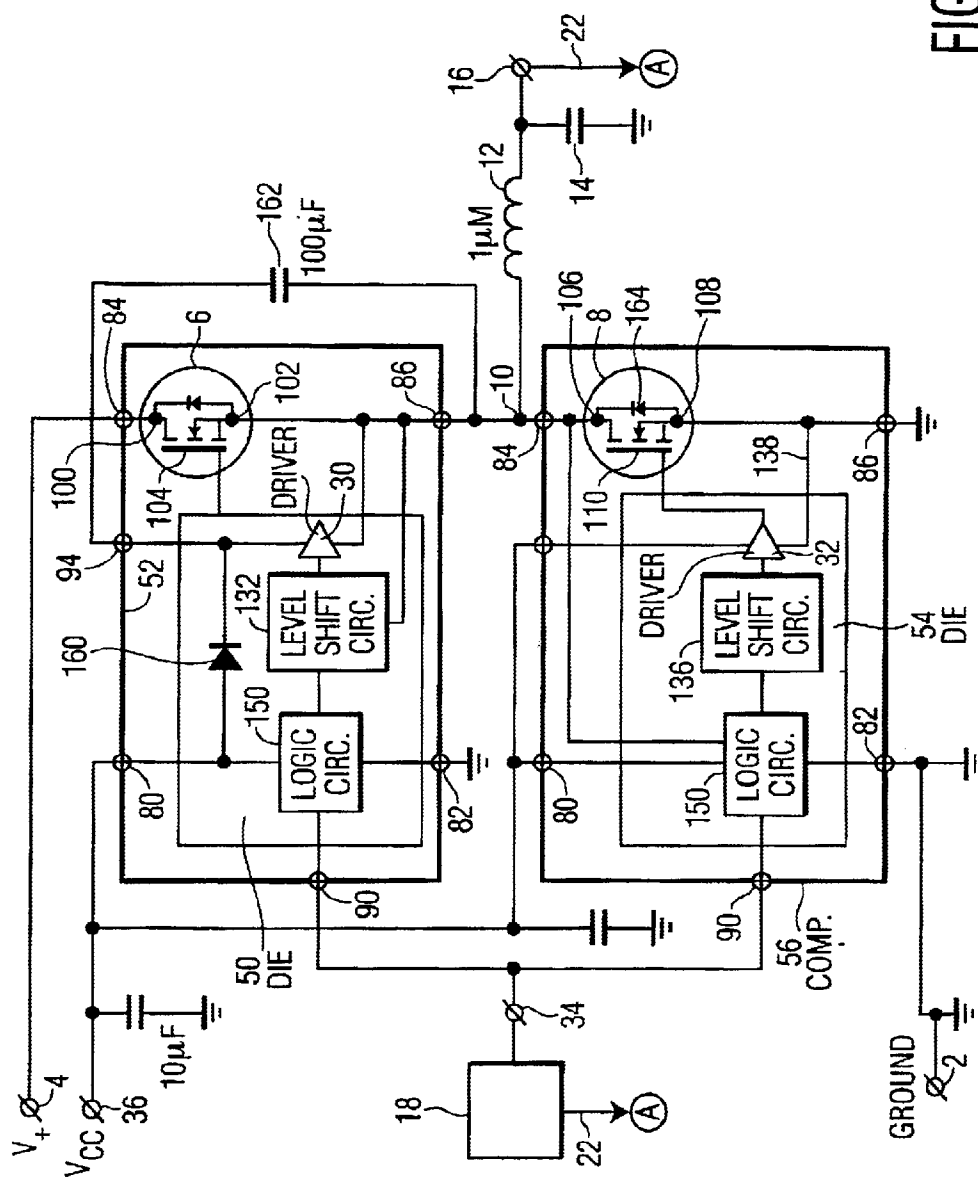 FIG
V+
4
VCC
36
10µF
80
160
52
94
100
84
6
162
100µF
104
102
DRIVER
30
132
LEVEL
SHIFT
CIRC.
150
LOGIC
CIRC.
50
DIE
90
82
86
10
84
1µM
12
16
22
A
14
18
22
A
34
80
90
56
COMP.
150
LOGIC
CIRC.
136
LEVEL
SHIFT
CIRC.
DRIVER
32
110
106
8
164
108
138
54
DIE
82
86
GROUND
2